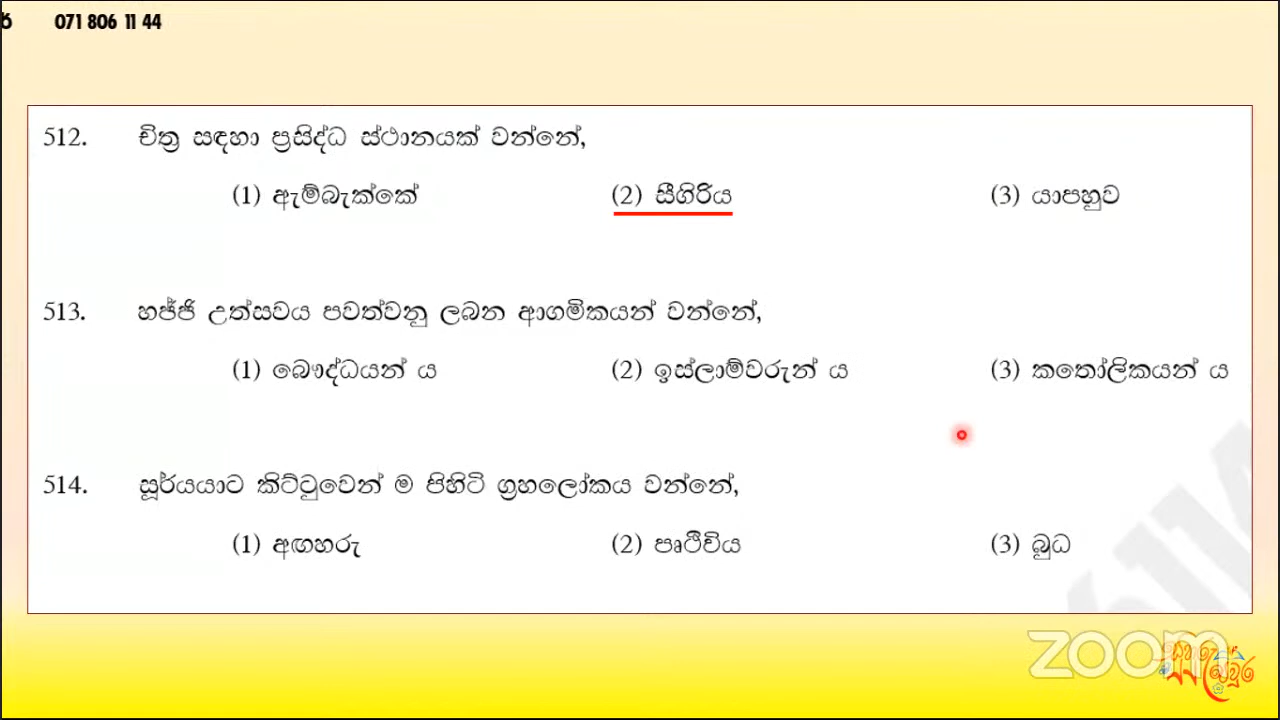 071 806 11 44
512. චිත්‍ර සඳහා ප්‍රසිද්ධ ස්ථානයක් වන්නේ,
(1) ඇම්බැක්කේ (2) සීගිරිය (3) යාපහුව
513. හජ්ජි උත්සවය පවත්වනු ලබන ආගමිකයන් වන්නේ,
(1) බෞද්ධයන් ය (2) ඉස්ලාම්වරුන් ය (3) කතෝලිකයන් ය
514. සූර්යයාට කිට්ටුවෙන් ම පිහිටි ග්‍රහලෝකය වන්නේ,
(1) අඟහරු (2) පෘථිවිය (3) බුධ
zoom